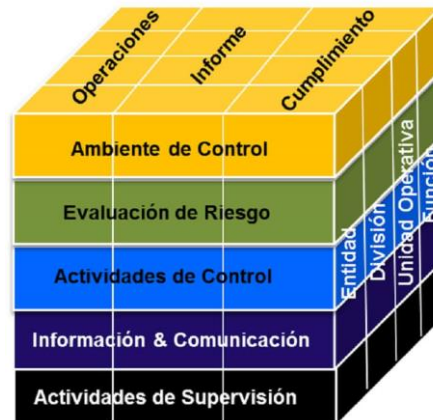 Operaciones
Informe
Cumplimiento
Ambiente de Control
Evaluación de Riesgo
Actividades de Control
Información & Comunicación
Actividades de Supervisión
Entidad
División
Unidad Operativa
Función